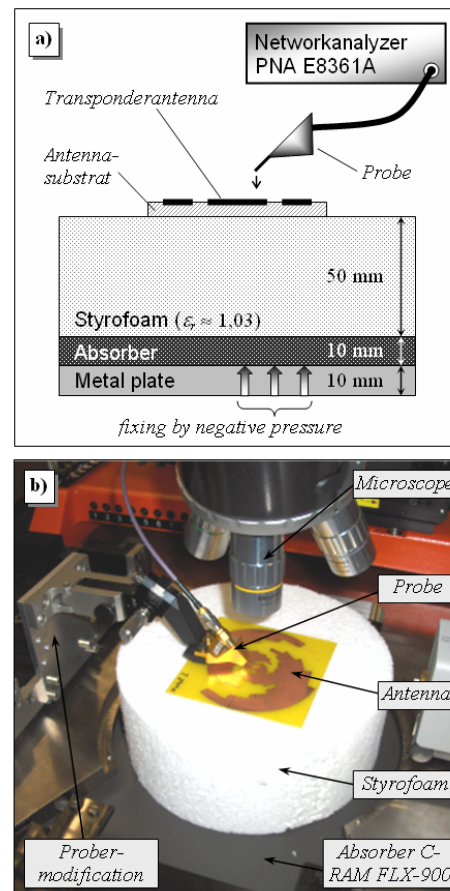 a)
Networkanalyzer
PNA E8361A
Transponderantenna
Antenna-
substrat
Probe
50 mm
Styrofoam (εr ≈ 1,03)
Absorber
10 mm
Metal plate
10 mm
fixing by negative pressure
b)
Microscope
Probe
Antenna
Styrofoam
Prober-
modification
Absorber C-
RAM FLX-900